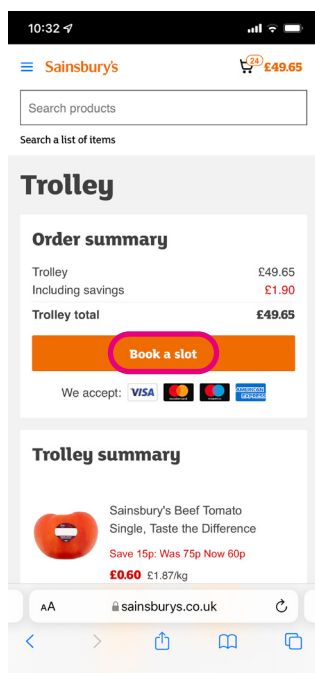 10:32
Sainsbury's
24
£49.65
Search products
Search a list of items
Trolley
Order summary
Trolley £49.65
Including savings £1.90
Trolley total £49.65
Book a slot
We accept: VISA mastercard maestro AMERICAN EXPRESS
Trolley summary
Sainsbury's Beef Tomato
Single, Taste the Difference
Save 15p: Was 75p Now 60p
£0.60 £1.87/kg
AA sainsburys.co.uk